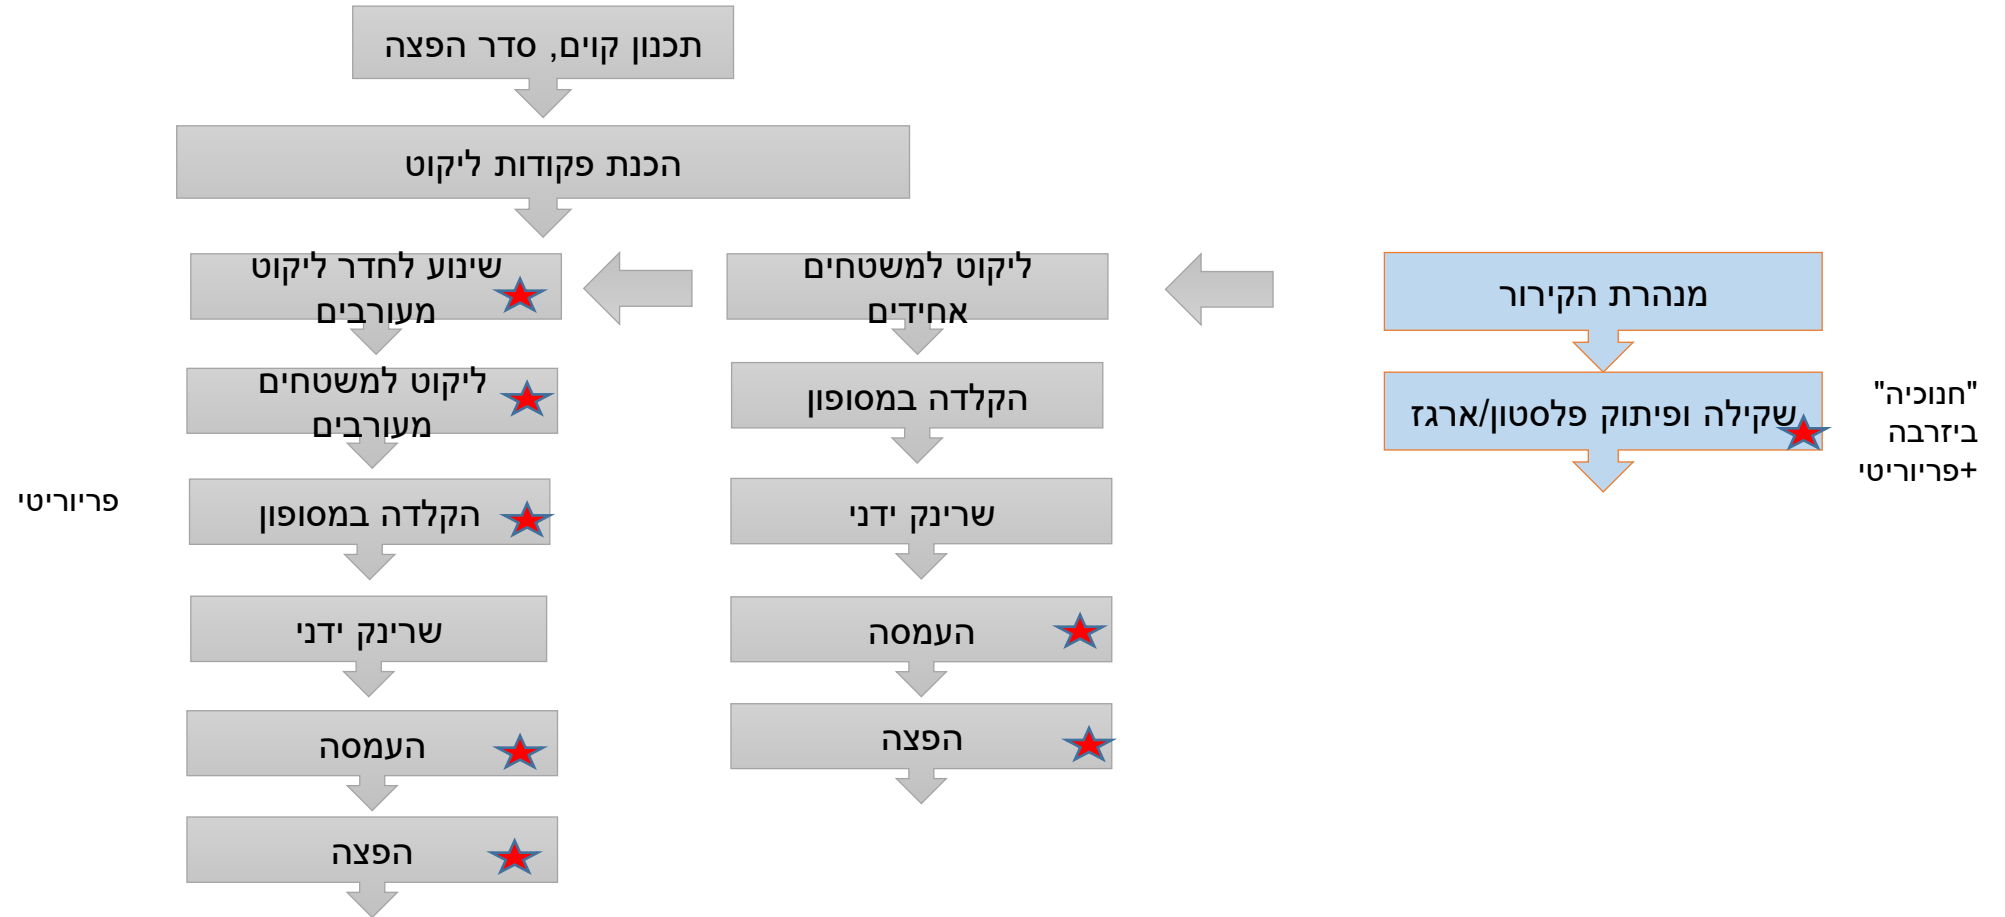 תכנון קוים, סדר הפצה
הכנת פקודות ליקוט
מנהרת הקירור
שקילה ופיתוק פלסטון/ארגז
"חנוכיה"
ביזרבה
+פריוריטי
ליקוט למשטחים
אחידים
הקלדה במסופון
שרינק ידני
העמסה
הפצה
שינוע לחדר ליקוט
מעורבים
ליקוט למשטחים
מעורבים
הקלדה במסופון
שרינק ידני
העמסה
הפצה
פריוריטי